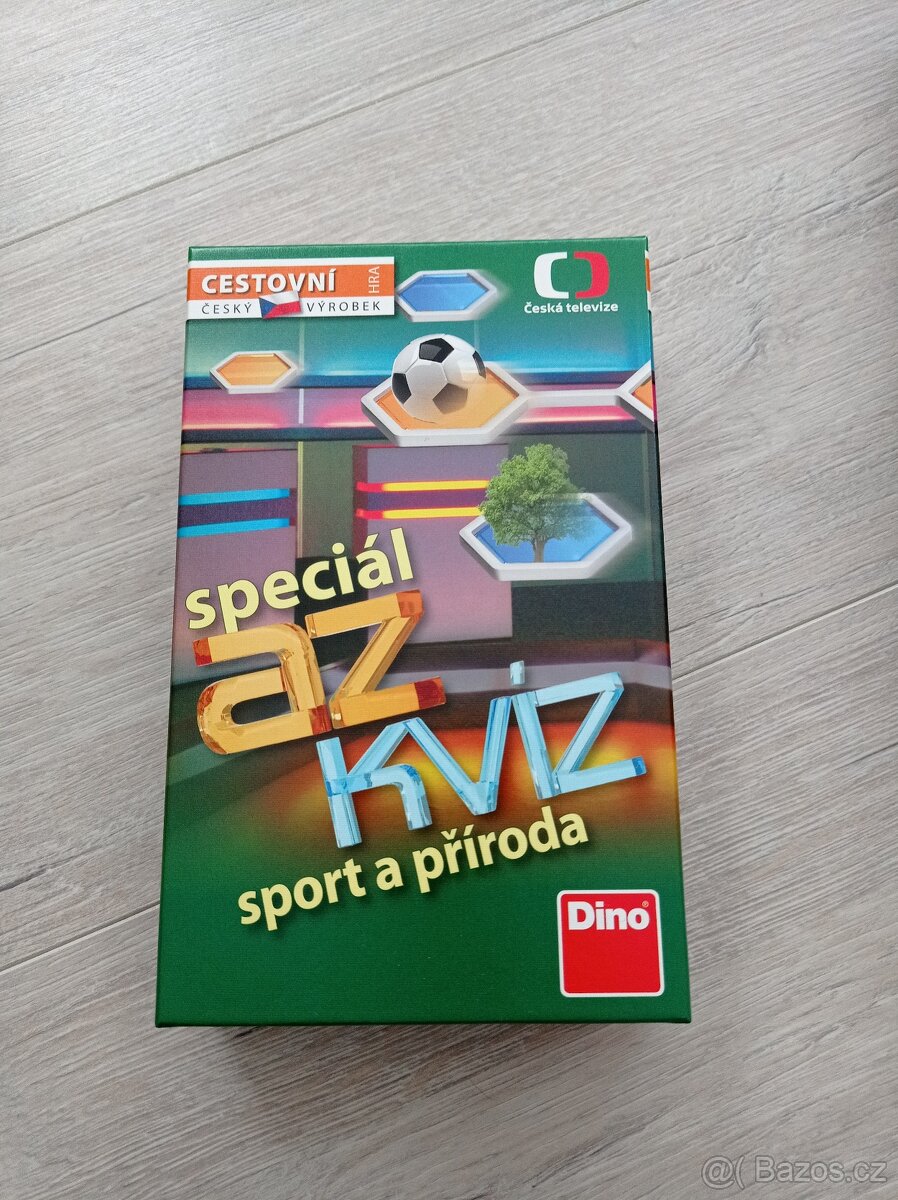 CESTOVNÍ
HRA
ČESKÝ VÝROBEK
Česká televize
speciál
az
kvíz
sport a příroda
Dino®
@( Bazos.cz